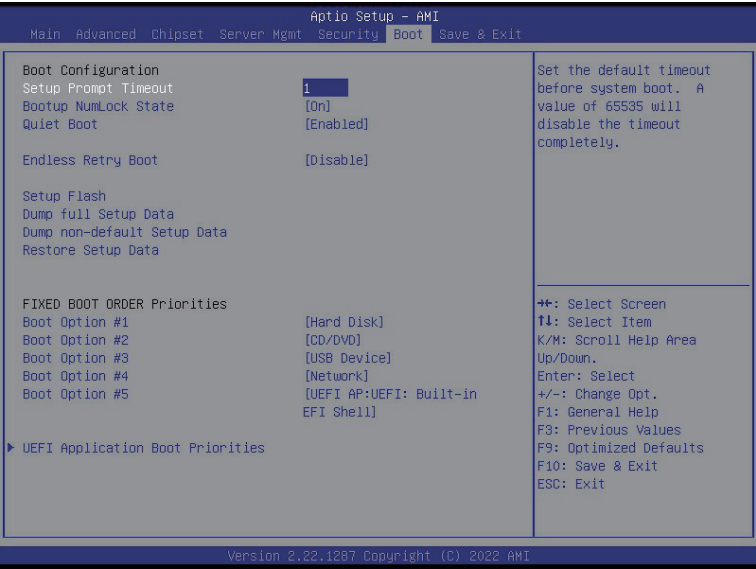 Aptio Setup – AMI
Main Advanced Chipset Server Mgmt Security Boot Save & Exit
Boot Configuration
Setup Prompt Timeout 1
Bootup NumLock State [On]
Quiet Boot [Enabled]
Endless Retry Boot [Disable]
Setup Flash
Dump full Setup Data
Dump non-default Setup Data
Restore Setup Data
FIXED BOOT ORDER Priorities
Boot Option #1 [Hard Disk]
Boot Option #2 [CD/DVD]
Boot Option #3 [USB Device]
Boot Option #4 [Network]
Boot Option #5 [UEFI AP:UEFI: Built-in
EFI Shell]
UEFI Application Boot Priorities
Set the default timeout
before system boot. A
value of 65535 will
disable the timeout
completely.
→←: Select Screen
↑↓: Select Item
K/M: Scroll Help Area
Up/Down.
Enter: Select
+/-: Change Opt.
F1: General Help
F3: Previous Values
F9: Optimized Defaults
F10: Save & Exit
ESC: Exit
Version 2.22.1287 Copyright (C) 2022 AMI